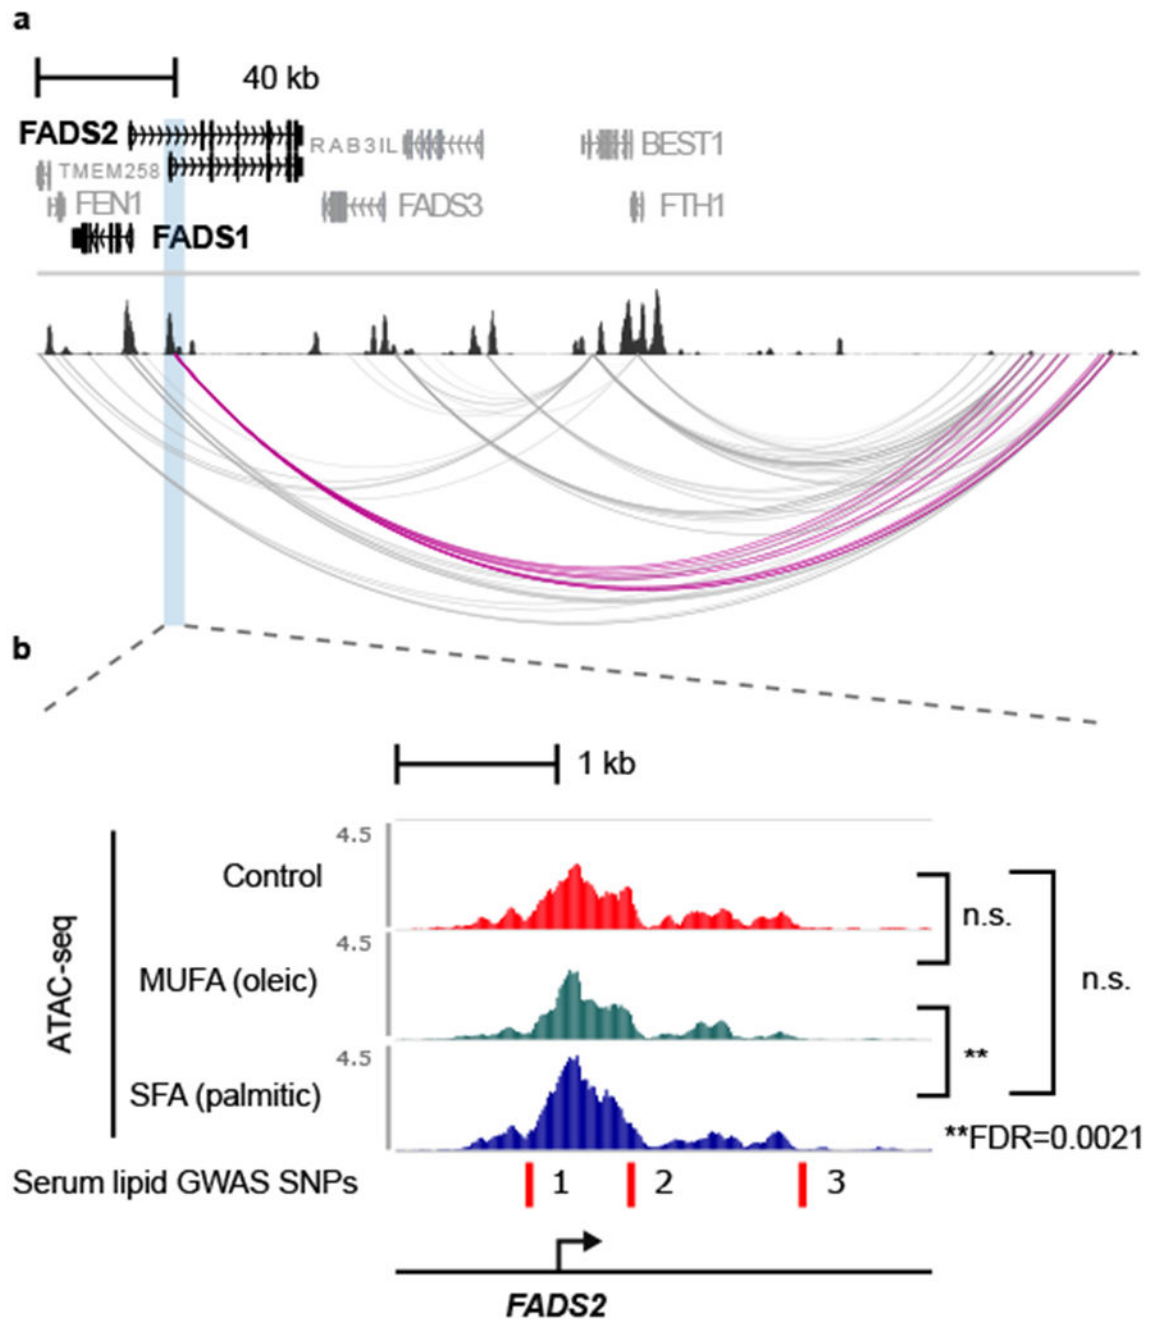 a
40 kb
FADS2
RAB3IL
BEST1
TMEM258
FEN1
FADS3
FTH1
FADS1
b
1 kb
ATAC-seq
4.5
Control
n.s.
4.5
MUFA (oleic)
n.s.
**
4.5
SFA (palmitic)
**FDR=0.0021
Serum lipid GWAS SNPs 1 2 3
FADS2